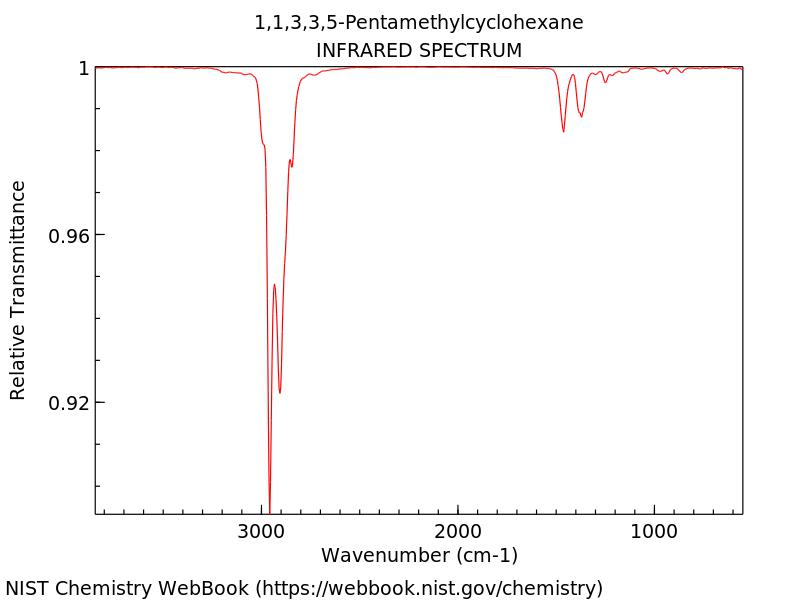 1,1,3,3,5-Pentamethylcyclohexane
INFRARED SPECTRUM
1
0.96
0.92
Relative Transmittance
3000 2000 1000
Wavenumber (cm-1)
NIST Chemistry WebBook (https://webbook.nist.gov/chemistry)